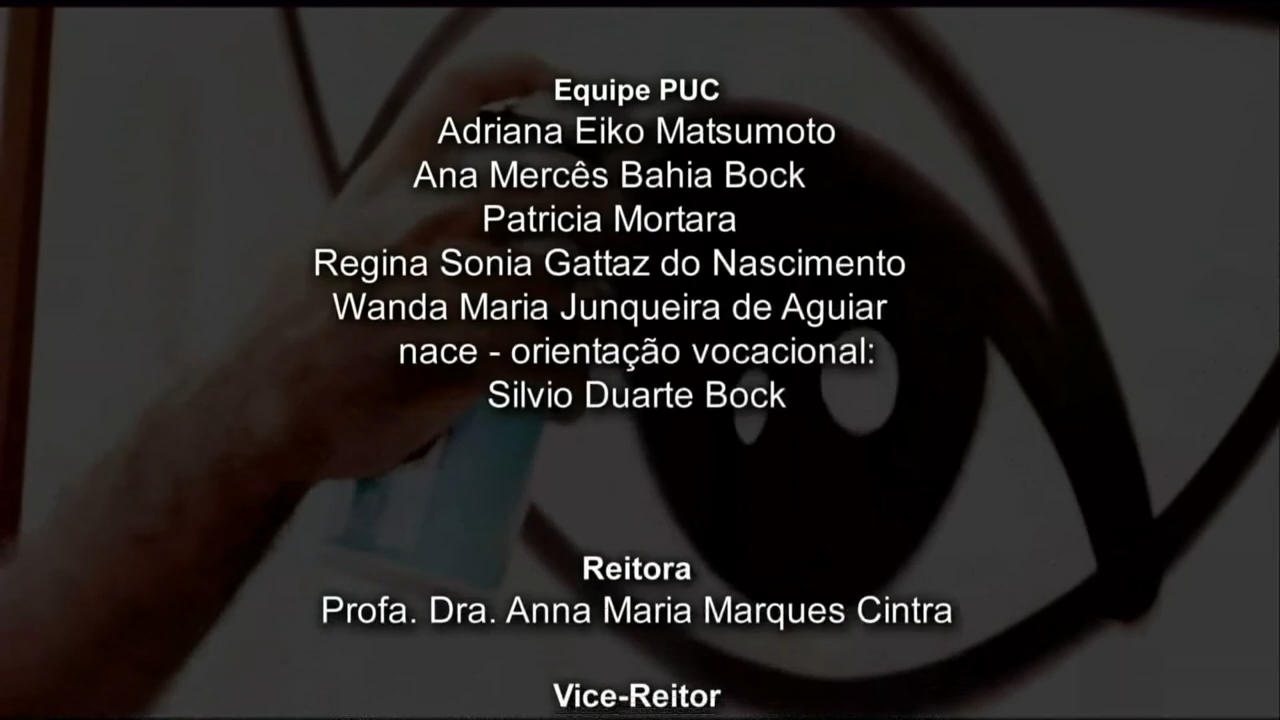 Equipe PUC
Adriana Eiko Matsumoto
Ana Mercês Bahia Bock
Patricia Mortara
Regina Sonia Gattaz do Nascimento
Wanda Maria Junqueira de Aguiar
nace - orientação vocacional:
Silvio Duarte Bock
Reitora
Profa. Dra. Anna Maria Marques Cintra
Vice-Reitor